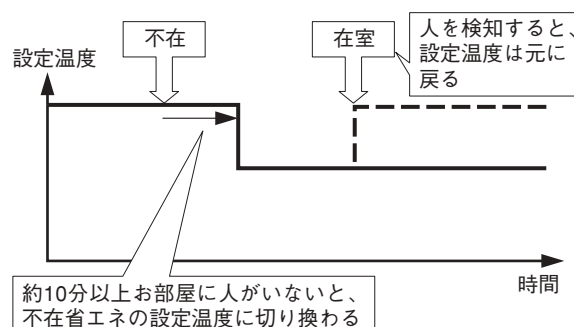 不在
在室
人を検知すると、
設定温度は元に
戻る
設定温度
時間
約10分以上お部屋に人がいないと、
不在省エネの設定温度に切り換わる